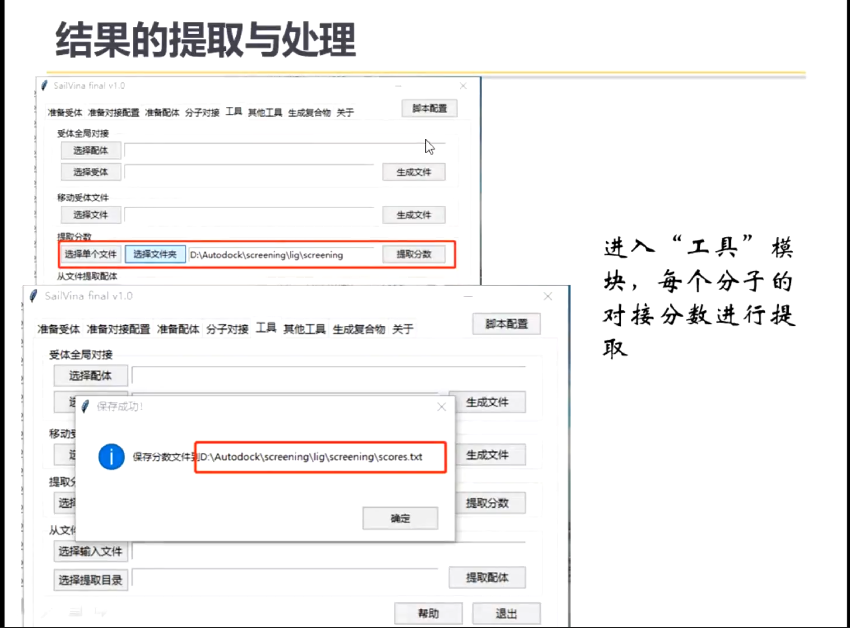 结果的提取与处理
SailVina final v1.0
准备受体 准备对接配置 准备配体 分子对接 工具 其他工具 生成复合物 关于
脚本配置
受体全局对接
选择配体
选择受体
生成文件
移动受体文件
选择文件
生成文件
提取分数
选择单个文件 选择文件夹 D:\Autodock\screening\lig\screening 提取分数
从文件提取配体
进入“工具”模
块，每个分子的
对接分数进行提
取
SailVina final v1.0
准备受体 准备对接配置 准备配体 分子对接 工具 其他工具 生成复合物 关于
脚本配置
受体全局对接
选择配体
选
生成文件
保存成功!
保存分数文件到D:\Autodock\screening\lig\screening\scores.txt
确定
移动受
选
生成文件
提取分
选择
提取分数
从文件
选择输入文件
选择提取目录
提取配体
帮助
退出